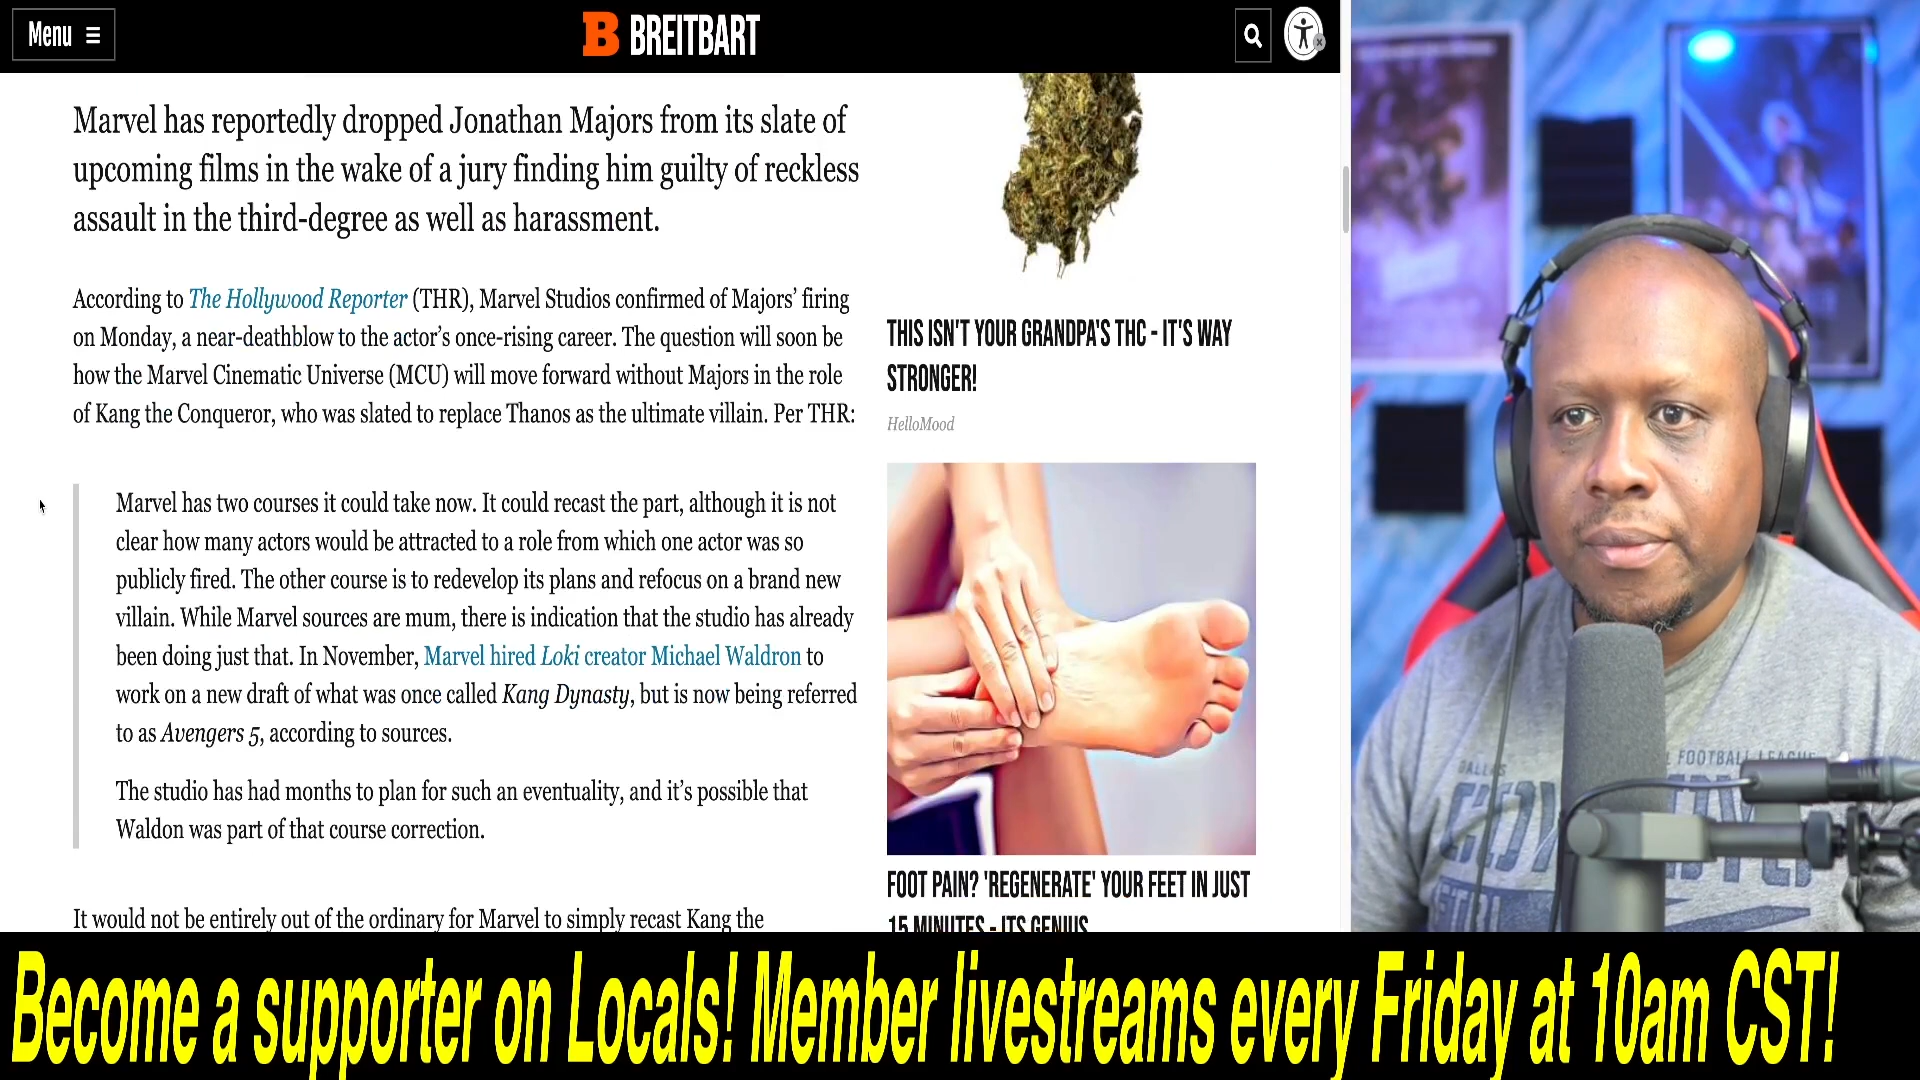 Menu
BREITBART
Marvel has reportedly dropped Jonathan Majors from its slate of
upcoming films in the wake of a jury finding him guilty of reckless
assault in the third-degree as well as harassment.
According to The Hollywood Reporter (THR), Marvel Studios confirmed of Majors’ firing
on Monday, a near-deathblow to the actor’s once-rising career. The question will soon be
how the Marvel Cinematic Universe (MCU) will move forward without Majors in the role
of Kang the Conqueror, who was slated to replace Thanos as the ultimate villain. Per THR:
Marvel has two courses it could take now. It could recast the part, although it is not
clear how many actors would be attracted to a role from which one actor was so
publicly fired. The other course is to redevelop its plans and refocus on a brand new
villain. While Marvel sources are mum, there is indication that the studio has already
been doing just that. In November, Marvel hired Loki creator Michael Waldron to
work on a new draft of what was once called Kang Dynasty, but is now being referred
to as Avengers 5, according to sources.
The studio has had months to plan for such an eventuality, and it’s possible that
Waldon was part of that course correction.
It would not be entirely out of the ordinary for Marvel to simply recast Kang the
THIS ISN'T YOUR GRANDPA'S THC - IT'S WAY
STRONGER!
HelloMood
FOOT PAIN? 'REGENERATE' YOUR FEET IN JUST
15 MINUTES - ITS GENIUS
FOOTBALL LEAGUE
DALLAS
Become a supporter on Locals! Member livestreams every Friday at 10am CST!